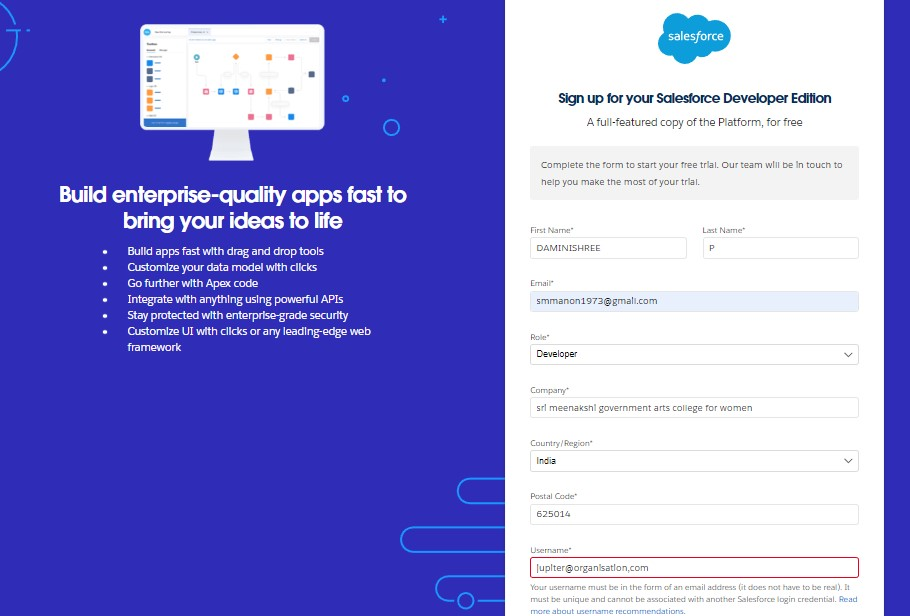 salesforce
Sign up for your Salesforce Developer Edition
A full-featured copy of the Platform, for free
Complete the form to start your free trial. Our team will be in touch to
help you make the most of your trial.
Build enterprise-quality apps fast to
bring your ideas to life
• Build apps fast with drag and drop tools
• Customize your data model with clicks
• Go further with Apex code
• Integrate with anything using powerful APIs
• Stay protected with enterprise-grade security
• Customize UI with clicks or any leading-edge web
framework
First Name* Last Name*
DAMINISHREE P
Email*
smmanon1973@gmail.com
Role*
Developer
Company*
sri meenakshi government arts college for women
Country/Region*
India
Postal Code*
625014
Username*
jupiter@organisation,com
Your username must be in the form of an email address (it does not have to be real). It
must be unique and cannot be associated with another Salesforce login credential. Read
more about username recommendations.